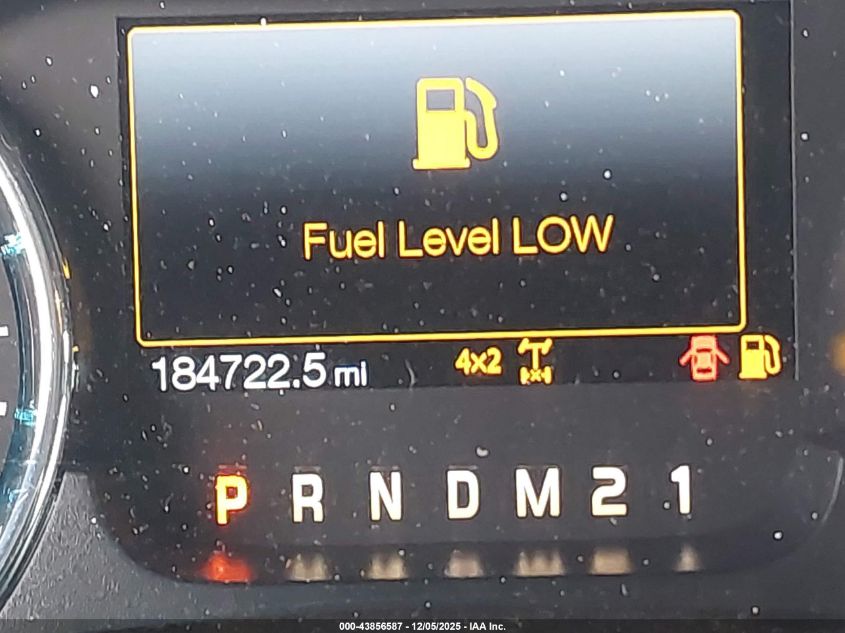 Fuel Level LOW
184722.5 mi 4x2
P R N D M 2 1
000-43856587 - 12/05/2025 - IAA Inc.